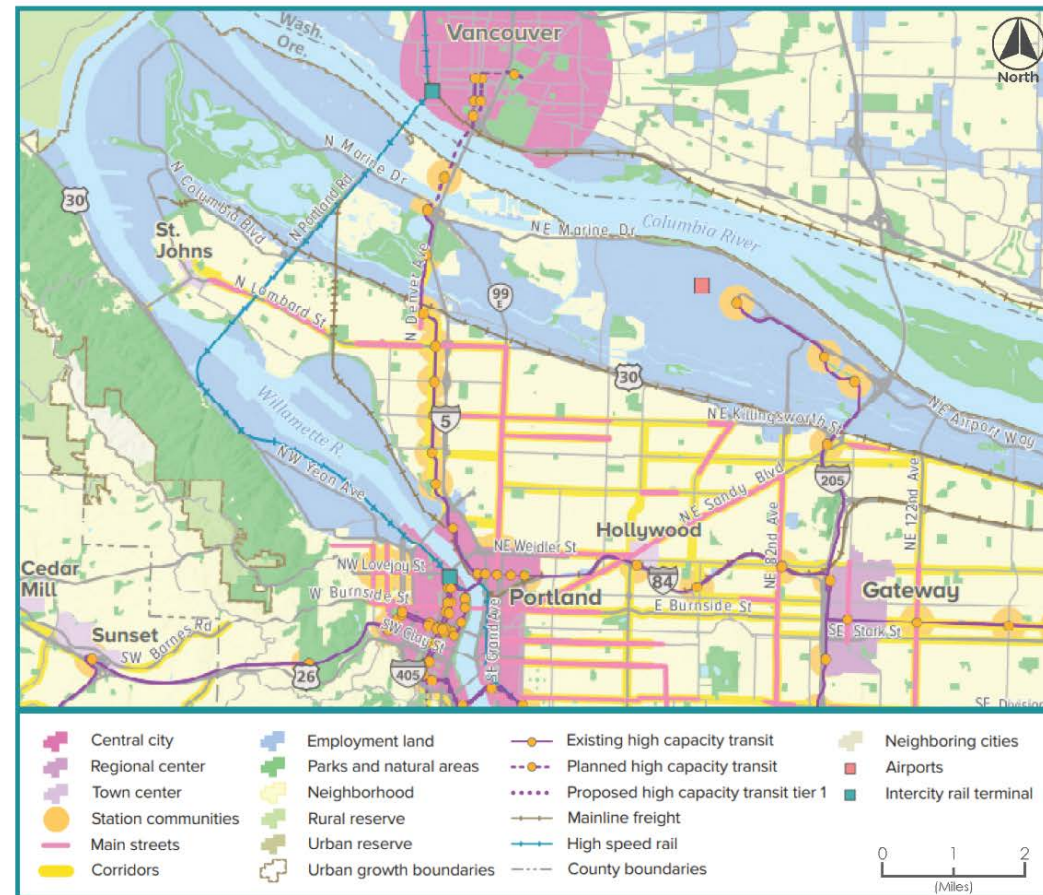 Wash.
Ore.
Vancouver
North
N Marine Dr
N Portland Rd
N Columbia Blvd
30
St.
Johns
N Lombard St
N Denver Ave
99
E
NE Marine Dr
Columbia River
30
5
Willamette R.
NW Yeon Ave
NE Killingsworth St
NE Airport Way
NE Sandy Blvd
205
NE 82nd Ave
NE 122nd Ave
Hollywood
NE Weidler St
84
Cedar
Mill
NW Lovejoy St
W Burnside St
Portland
E Burnside St
Gateway
SE Stark St
Sunset
SW Barnes Rd
SW Clay St
SE Grand Ave
26
405
SE Division
Central city
Regional center
Town center
Station communities
Main streets
Corridors
Employment land
Parks and natural areas
Neighborhood
Rural reserve
Urban reserve
Urban growth boundaries
Existing high capacity transit
Planned high capacity transit
Proposed high capacity transit tier 1
Mainline freight
High speed rail
County boundaries
Neighboring cities
Airports
Intercity rail terminal
0 1 2
(Miles)